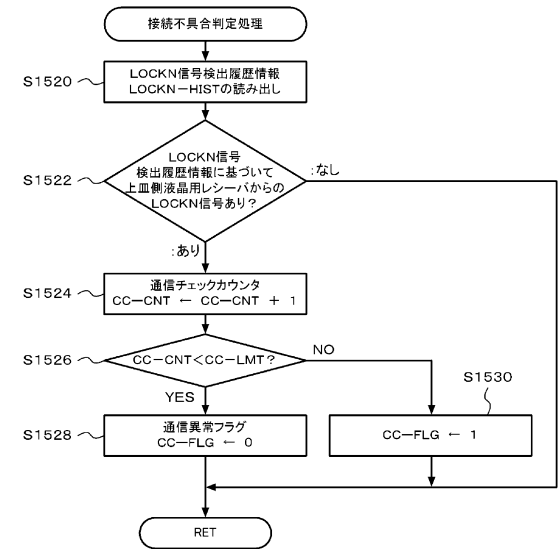 接続不具合判定処理
S1520
LOCKN信号検出履歴情報
LOCKN－HISTの読み出し
S1522
LOCKN信号
検出履歴情報に基づいて
上皿側液晶用レシーバからの
LOCKN信号あり？
：なし
：あり
S1524
通信チェックカウンタ
CC－CNT ← CC－CNT ＋ 1
S1526
CC－CNT＜CC－LMT？
NO
YES
S1530
S1528
通信異常フラグ
CC－FLG ← 0
CC－FLG ← 1
RET